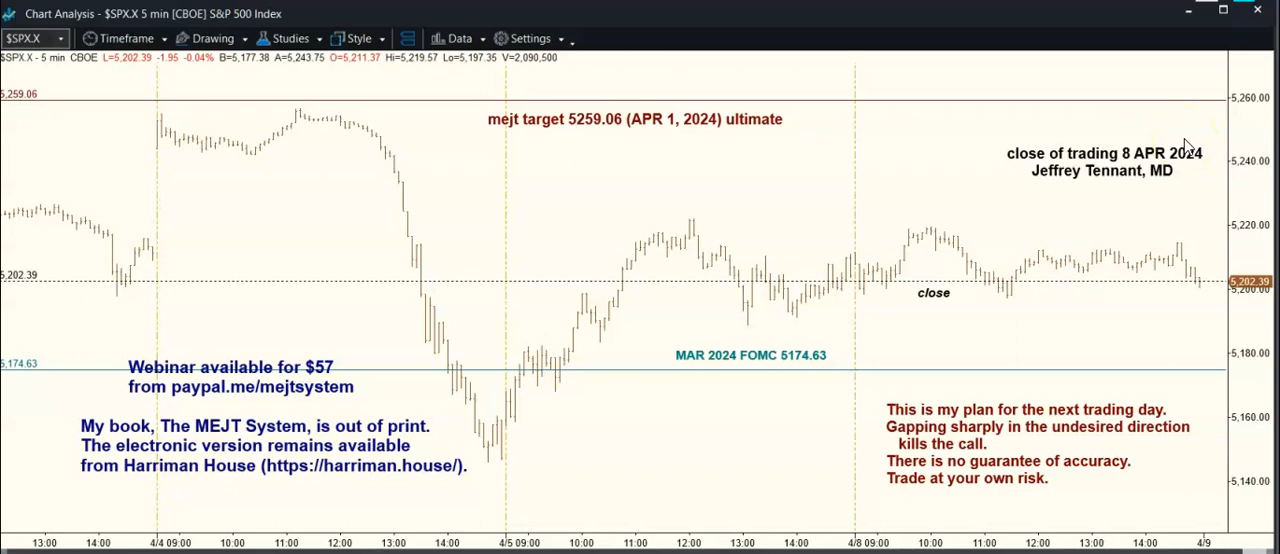 Chart Analysis - $SPX.X 5 min [CBOE] S&P 500 Index
$SPX.X Timeframe Drawing Studies Style Data Settings
$SPX.X - 5 min CBOE L=5,202.39 -1.95 -0.04% B=5,177.38 A=5,243.75 O=5,211.37 Hi=5,219.57 Lo=5,197.35 V=2,090,500
5,259.06
5,260.00
mejt target 5259.06 (APR 1, 2024) ultimate
close of trading 8 APR 2024
5,240.00
Jeffrey Tennant, MD
5,220.00
5,202.39
5,202.39
5,200.00
close
MAR 2024 FOMC 5174.63
5,180.00
5,174.63
Webinar available for $57
from paypal.me/mejtsystem
My book, The MEJT System, is out of print.
The electronic version remains available
from Harriman House (https://harriman.house/).
This is my plan for the next trading day.
Gapping sharply in the undesired direction
kills the call.
There is no guarantee of accuracy.
Trade at your own risk.
5,160.00
5,140.00
13:00 14:00 4/4 09:00 10:00 11:00 12:00 13:00 14:00 4/5 09:00 10:00 11:00 12:00 13:00 14:00 4/8 09:00 10:00 11:00 12:00 13:00 14:00 4/9